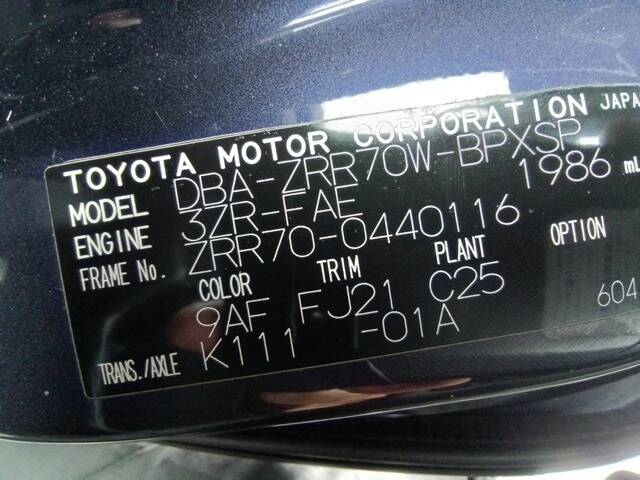 TOYOTA MOTOR CORPORATION JAPAN
MODEL DBA-ZRR70W-BPXSP
ENGINE 3ZR-FAE 1986 mL
FRAME No. ZRR70-0440116
COLOR TRIM PLANT OPTION
9AF FJ21 C25
TRANS./AXLE K111 -01A 604